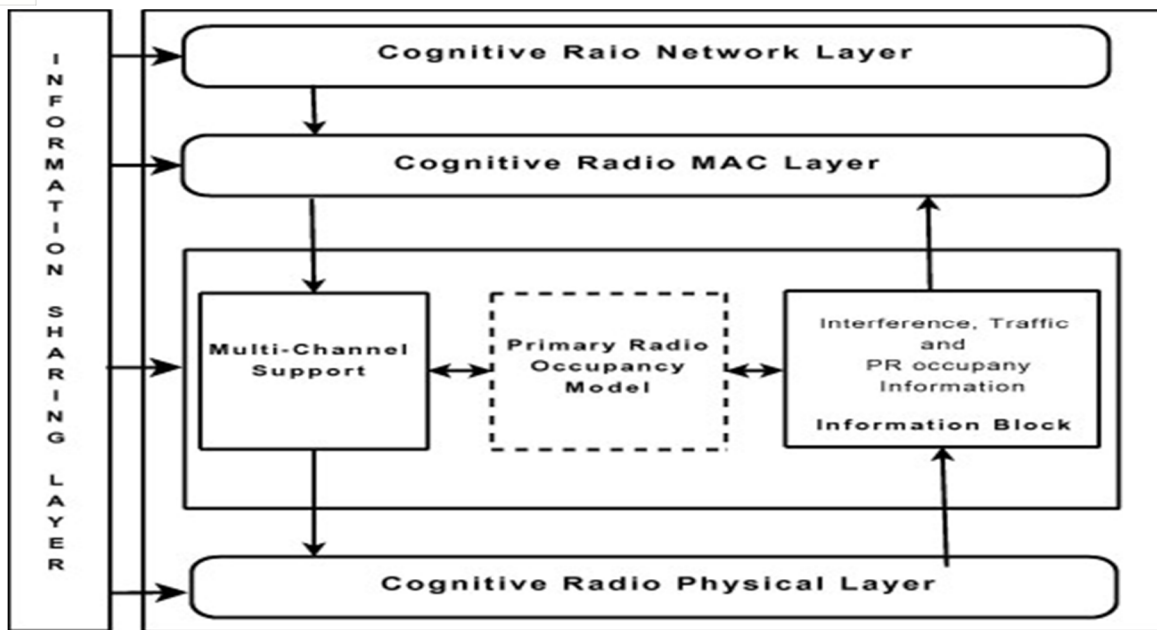 INFORMATION SHARING LAYER
Cognitive Raio Network Layer
Cognitive Radio MAC Layer
Multi-Channel
Support
Primary Radio
Occupancy
Model
Interference, Traffic
and
PR occupany
Information
Information Block
Cognitive Radio Physical Layer